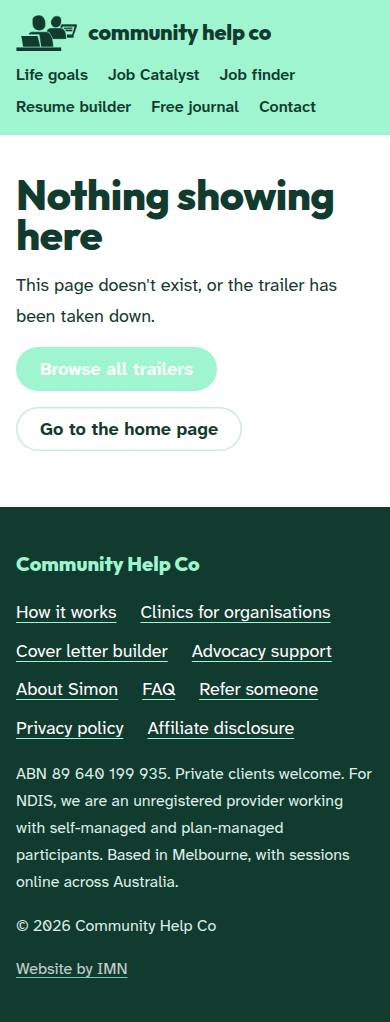 community help co
Life goals Job Catalyst Job finder
Resume builder Free journal Contact
Nothing showing
here
This page doesn't exist, or the trailer has
been taken down.
Browse all trailers
Go to the home page
Community Help Co
How it works Clinics for organisations
Cover letter builder Advocacy support
About Simon FAQ Refer someone
Privacy policy Affiliate disclosure
ABN 89 640 199 935. Private clients welcome. For
NDIS, we are an unregistered provider working
with self-managed and plan-managed
participants. Based in Melbourne, with sessions
online across Australia.
© 2026 Community Help Co
Website by IMN